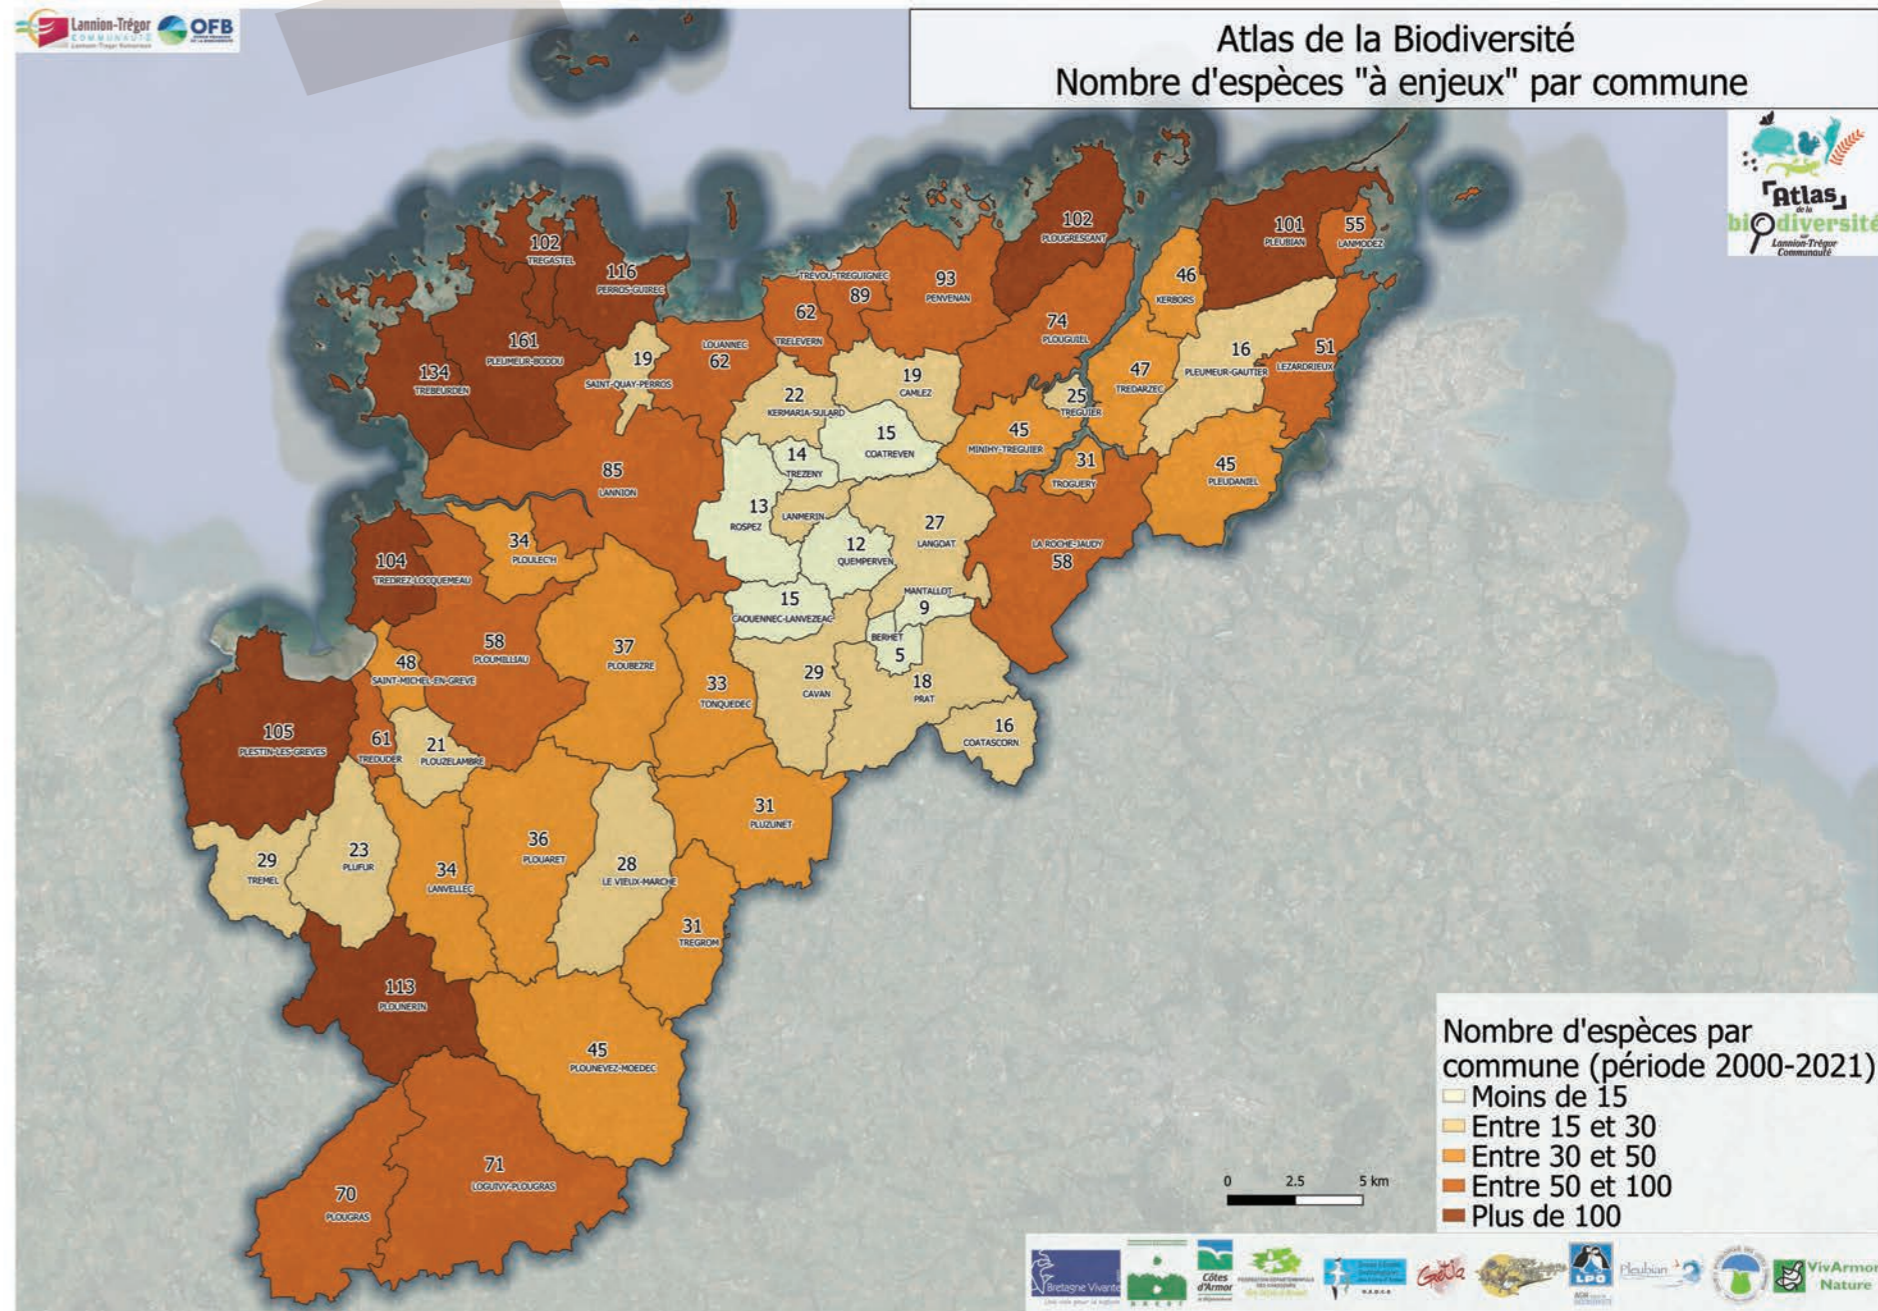 Lannion-Trégor
COMMUNAUTÉ
OFB
Atlas de la Biodiversité
Nombre d'espèces "à enjeux" par commune
Atlas
de la
biodiversité
sur
Lannion-Trégor
Communauté
102
TREGASTEL
116
PERROS-GUIREC
161
PLEUMEUR-BODOU
134
TREBEURDEN
19
SAINT-QUAY-PERROS
LOUANNEC
62
62
TRELEVERN
TREVOU-TREGUIGNEC
89
93
PENVENAN
102
PLOUGRESCANT
74
PLOUGUIEL
46
KERBORS
101
PLEUBIAN
55
LANMODEZ
16
PLEUMEUR-GAUTIER
51
LEZARDRIEUX
47
TREDARZEC
25
TREGUIER
45
MINIHY-TREGUIER
31
TROGUERY
45
PLEUDANIEL
22
KERMARIA-SULARD
19
CAMLEZ
15
COATREVEN
14
TREZENY
85
LANNION
13
ROSPEZ
LANMERIN
12
QUEMPERVEN
27
LANGOAT
LA ROCHE-JAUDY
58
34
PLOULEC'H
104
TREDREZ-LOCQUEMEAU
15
CAOUENNEC-LANVEZEAC
MANTALLOT
9
BERHET
5
58
PLOUMILLIAU
37
PLOUBEZRE
48
SAINT-MICHEL-EN-GREVE
33
TONQUEDEC
29
CAVAN
18
PRAT
16
COATASCORN
105
PLESTIN-LES-GREVES
61
TREDUDER
21
PLOUZELAMBRE
31
PLUZUNET
36
PLOUARET
28
LE VIEUX-MARCHE
29
TREMEL
23
PLUFUR
34
LANVELLEC
31
TREGROM
113
PLOUNERIN
45
PLOUNEVEZ-MOEDEC
71
LOGUIVY-PLOUGRAS
70
PLOUGRAS
Nombre d'espèces par
commune (période 2000-2021)
Moins de 15
Entre 15 et 30
Entre 30 et 50
Entre 50 et 100
Plus de 100
0 2.5 5 km
Bretagne Vivante
Côtes
d'Armor
LPO
Pleubian
VivArmor
Nature